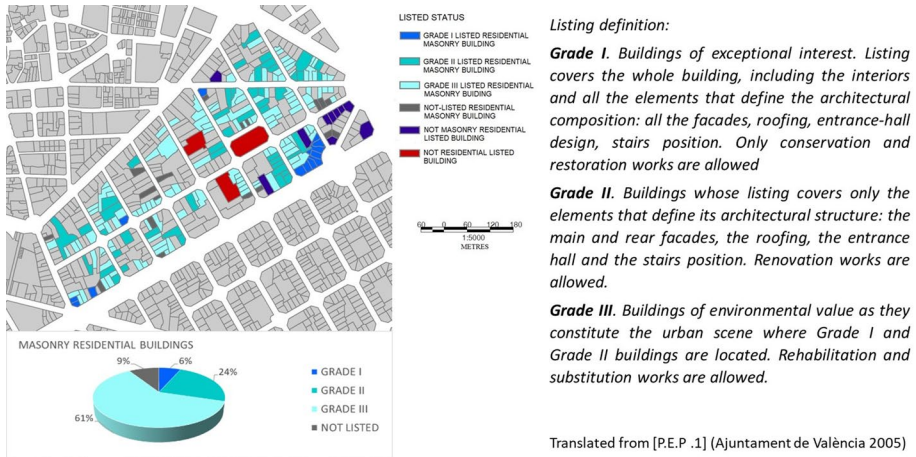 LISTED STATUS
GRADE I LISTED RESIDENTIAL
MASONRY BUILDING
GRADE II LISTED RESIDENTIAL
MASONRY BUILDING
GRADE III LISTED RESIDENTIAL
MASONRY BUIDING
NOT-LISTED RESIDENTIAL
MASONRY BUILDING
NOT MASONRY RESIDENTIAL
LISTED BUILDING
NOT RESIDENTIAL LISTED
BUILDING
60 0 60 120 180
1:5000
METRES
MASONRY RESIDENTIAL BUILDINGS
9%
6%
24%
61%
GRADE I
GRADE II
GRADE III
NOT LISTED
Listing definition:
Grade I. Buildings of exceptional interest. Listing
covers the whole building, including the interiors
and all the elements that define the architectural
composition: all the facades, roofing, entrance-hall
design, stairs position. Only conservation and
restoration works are allowed
Grade II. Buildings whose listing covers only the
elements that define its architectural structure: the
main and rear facades, the roofing, the entrance
hall and the stairs position. Renovation works are
allowed.
Grade III. Buildings of environmental value as they
constitute the urban scene where Grade I and
Grade II buildings are located. Rehabilitation and
substitution works are allowed.
Translated from [P.E.P .1] (Ajuntament de València 2005)